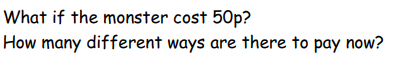 What if the monster cost 50p?
How many different ways are there to pay now?